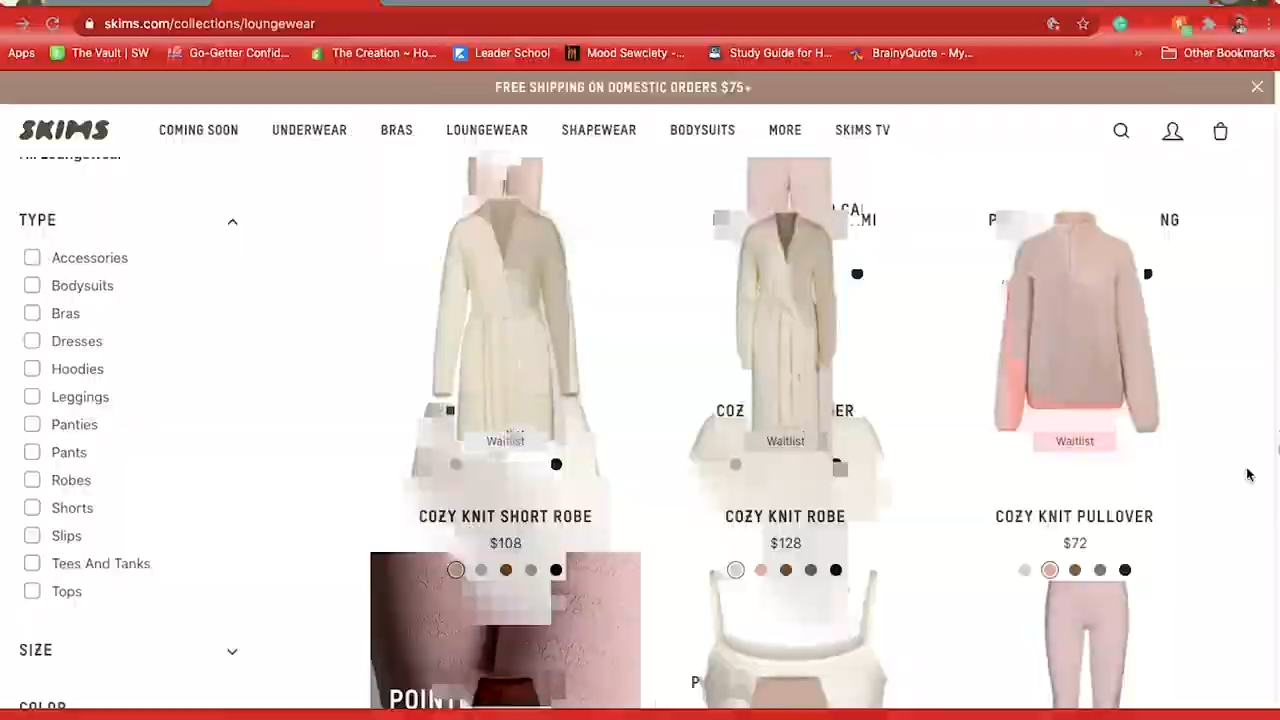 skims.com/collections/loungewear
Apps The Vault | SW Go-Getter Confid... The Creation ~ Ho... Leader School Mood Sewciety -... Study Guide for H... BrainyQuote - My... » Other Bookmarks
FREE SHIPPING ON DOMESTIC ORDERS $75+
SKIMS COMING SOON UNDERWEAR BRAS LOUNGEWEAR SHAPEWEAR BODYSUITS MORE SKIMS TV
TYPE
Accessories
Bodysuits
Bras
Dresses
Hoodies
Leggings
Panties
Pants
Robes
Shorts
Slips
Tees And Tanks
Tops
SIZE
COLOR
Waitlist Waitlist Waitlist
COZY KNIT SHORT ROBE COZY KNIT ROBE COZY KNIT PULLOVER
$108 $128 $72